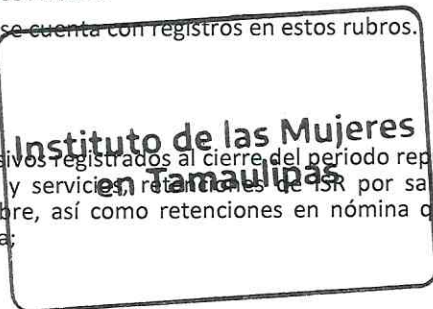 se cuenta con registros en estos rubros.
Instituto de las Mujeres
en Tamaulipas
sivos registrados al cierre del periodo rep
y servicios, retenciones de ISR por sa
bre, así como retenciones en nómina q
a;